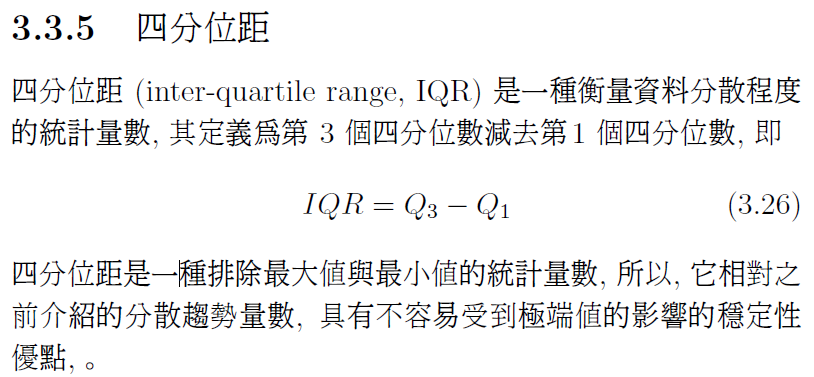 3.3.5 四分位距
四分位距 (inter-quartile range, IQR) 是一種衡量資料分散程度
的統計量數, 其定義為第 3 個四分位數減去第1 個四分位數, 即
IQR = Q₃ − Q₁ (3.26)
四分位距是一種排除最大值與最小值的統計量數, 所以, 它相對之
前介紹的分散趨勢量數, 具有不容易受到極端值的影響的穩定性
優點, 。